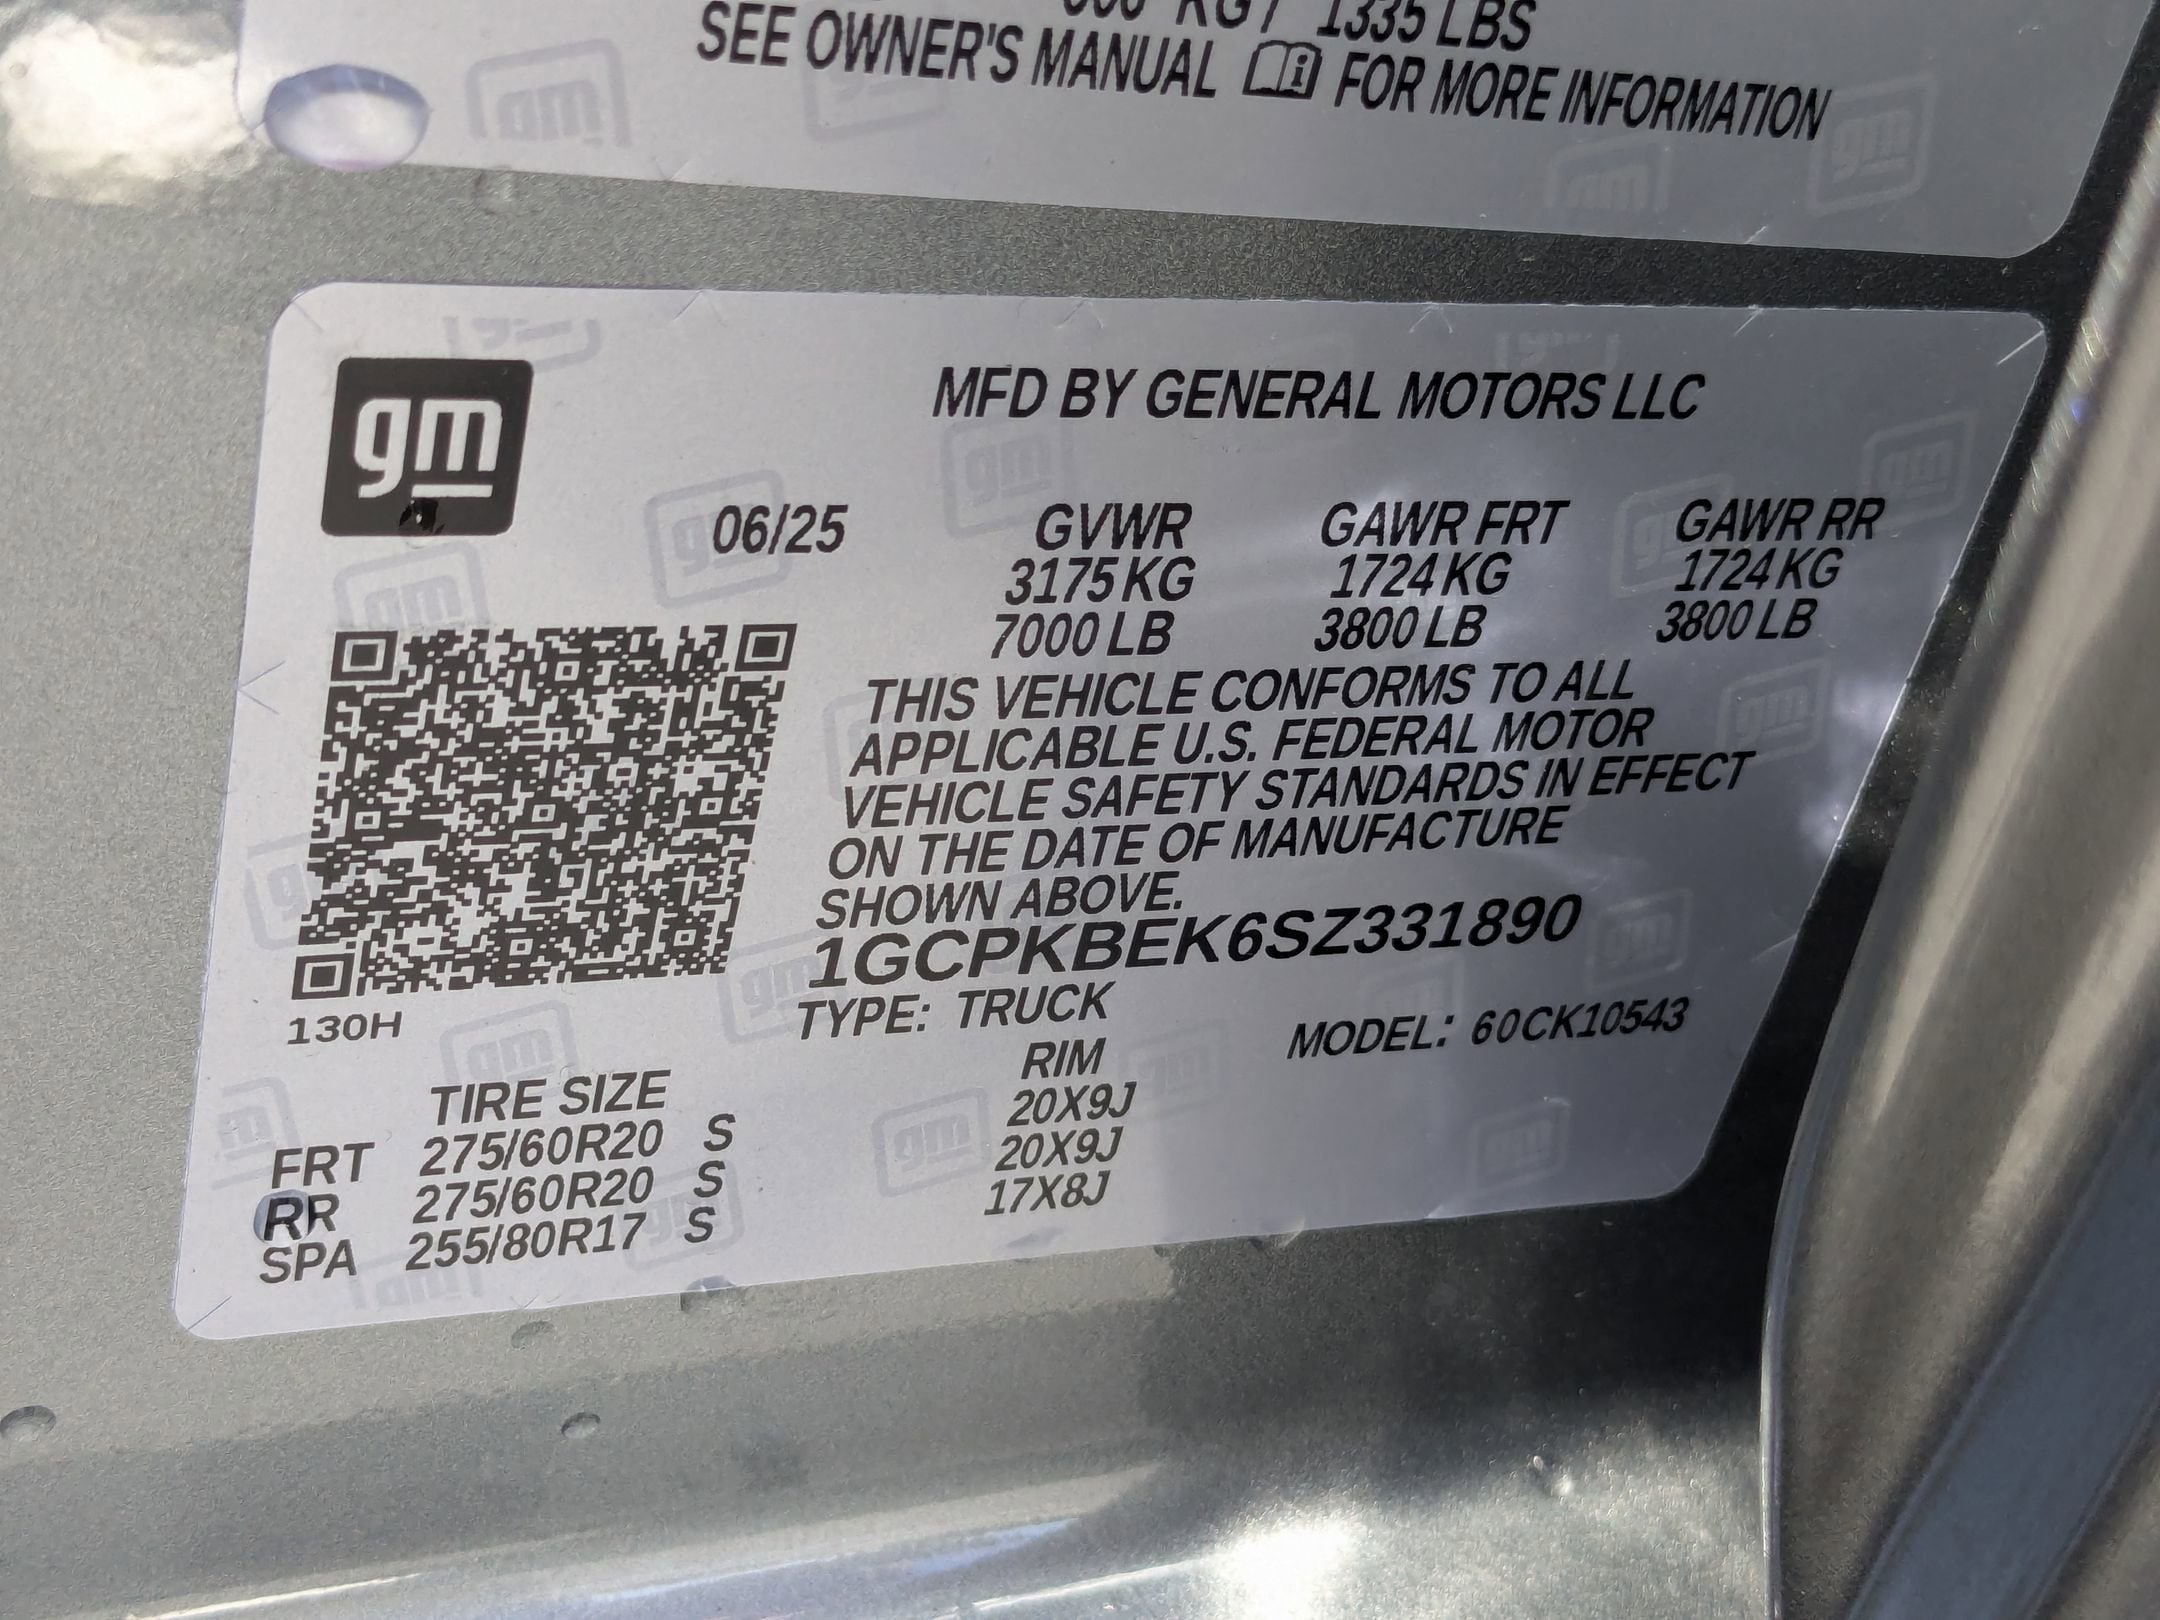 KG / 1335 LBS
SEE OWNER'S MANUAL FOR MORE INFORMATION
gm
MFD BY GENERAL MOTORS LLC
06/25 GVWR GAWR FRT GAWR RR
3175 KG 1724 KG 1724 KG
7000 LB 3800 LB 3800 LB
THIS VEHICLE CONFORMS TO ALL
APPLICABLE U.S. FEDERAL MOTOR
VEHICLE SAFETY STANDARDS IN EFFECT
ON THE DATE OF MANUFACTURE
SHOWN ABOVE.
1GCPKBEK6SZ331890
TYPE: TRUCK MODEL: 60CK10543
130H
TIRE SIZE RIM
FRT 275/60R20 S 20X9J
RR 275/60R20 S 20X9J
SPA 255/80R17 S 17X8J